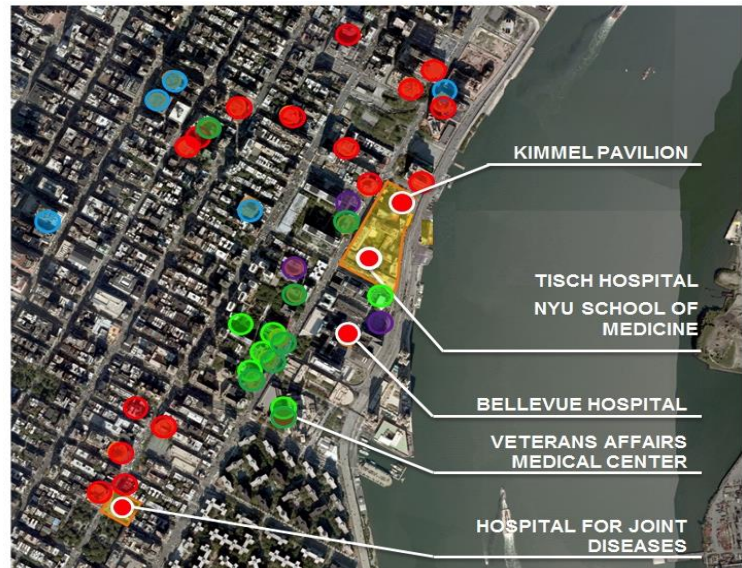 KIMMEL PAVILION
TISCH HOSPITAL
NYU SCHOOL OF
MEDICINE
BELLEVUE HOSPITAL
VETERANS AFFAIRS
MEDICAL CENTER
HOSPITAL FOR JOINT
DISEASES